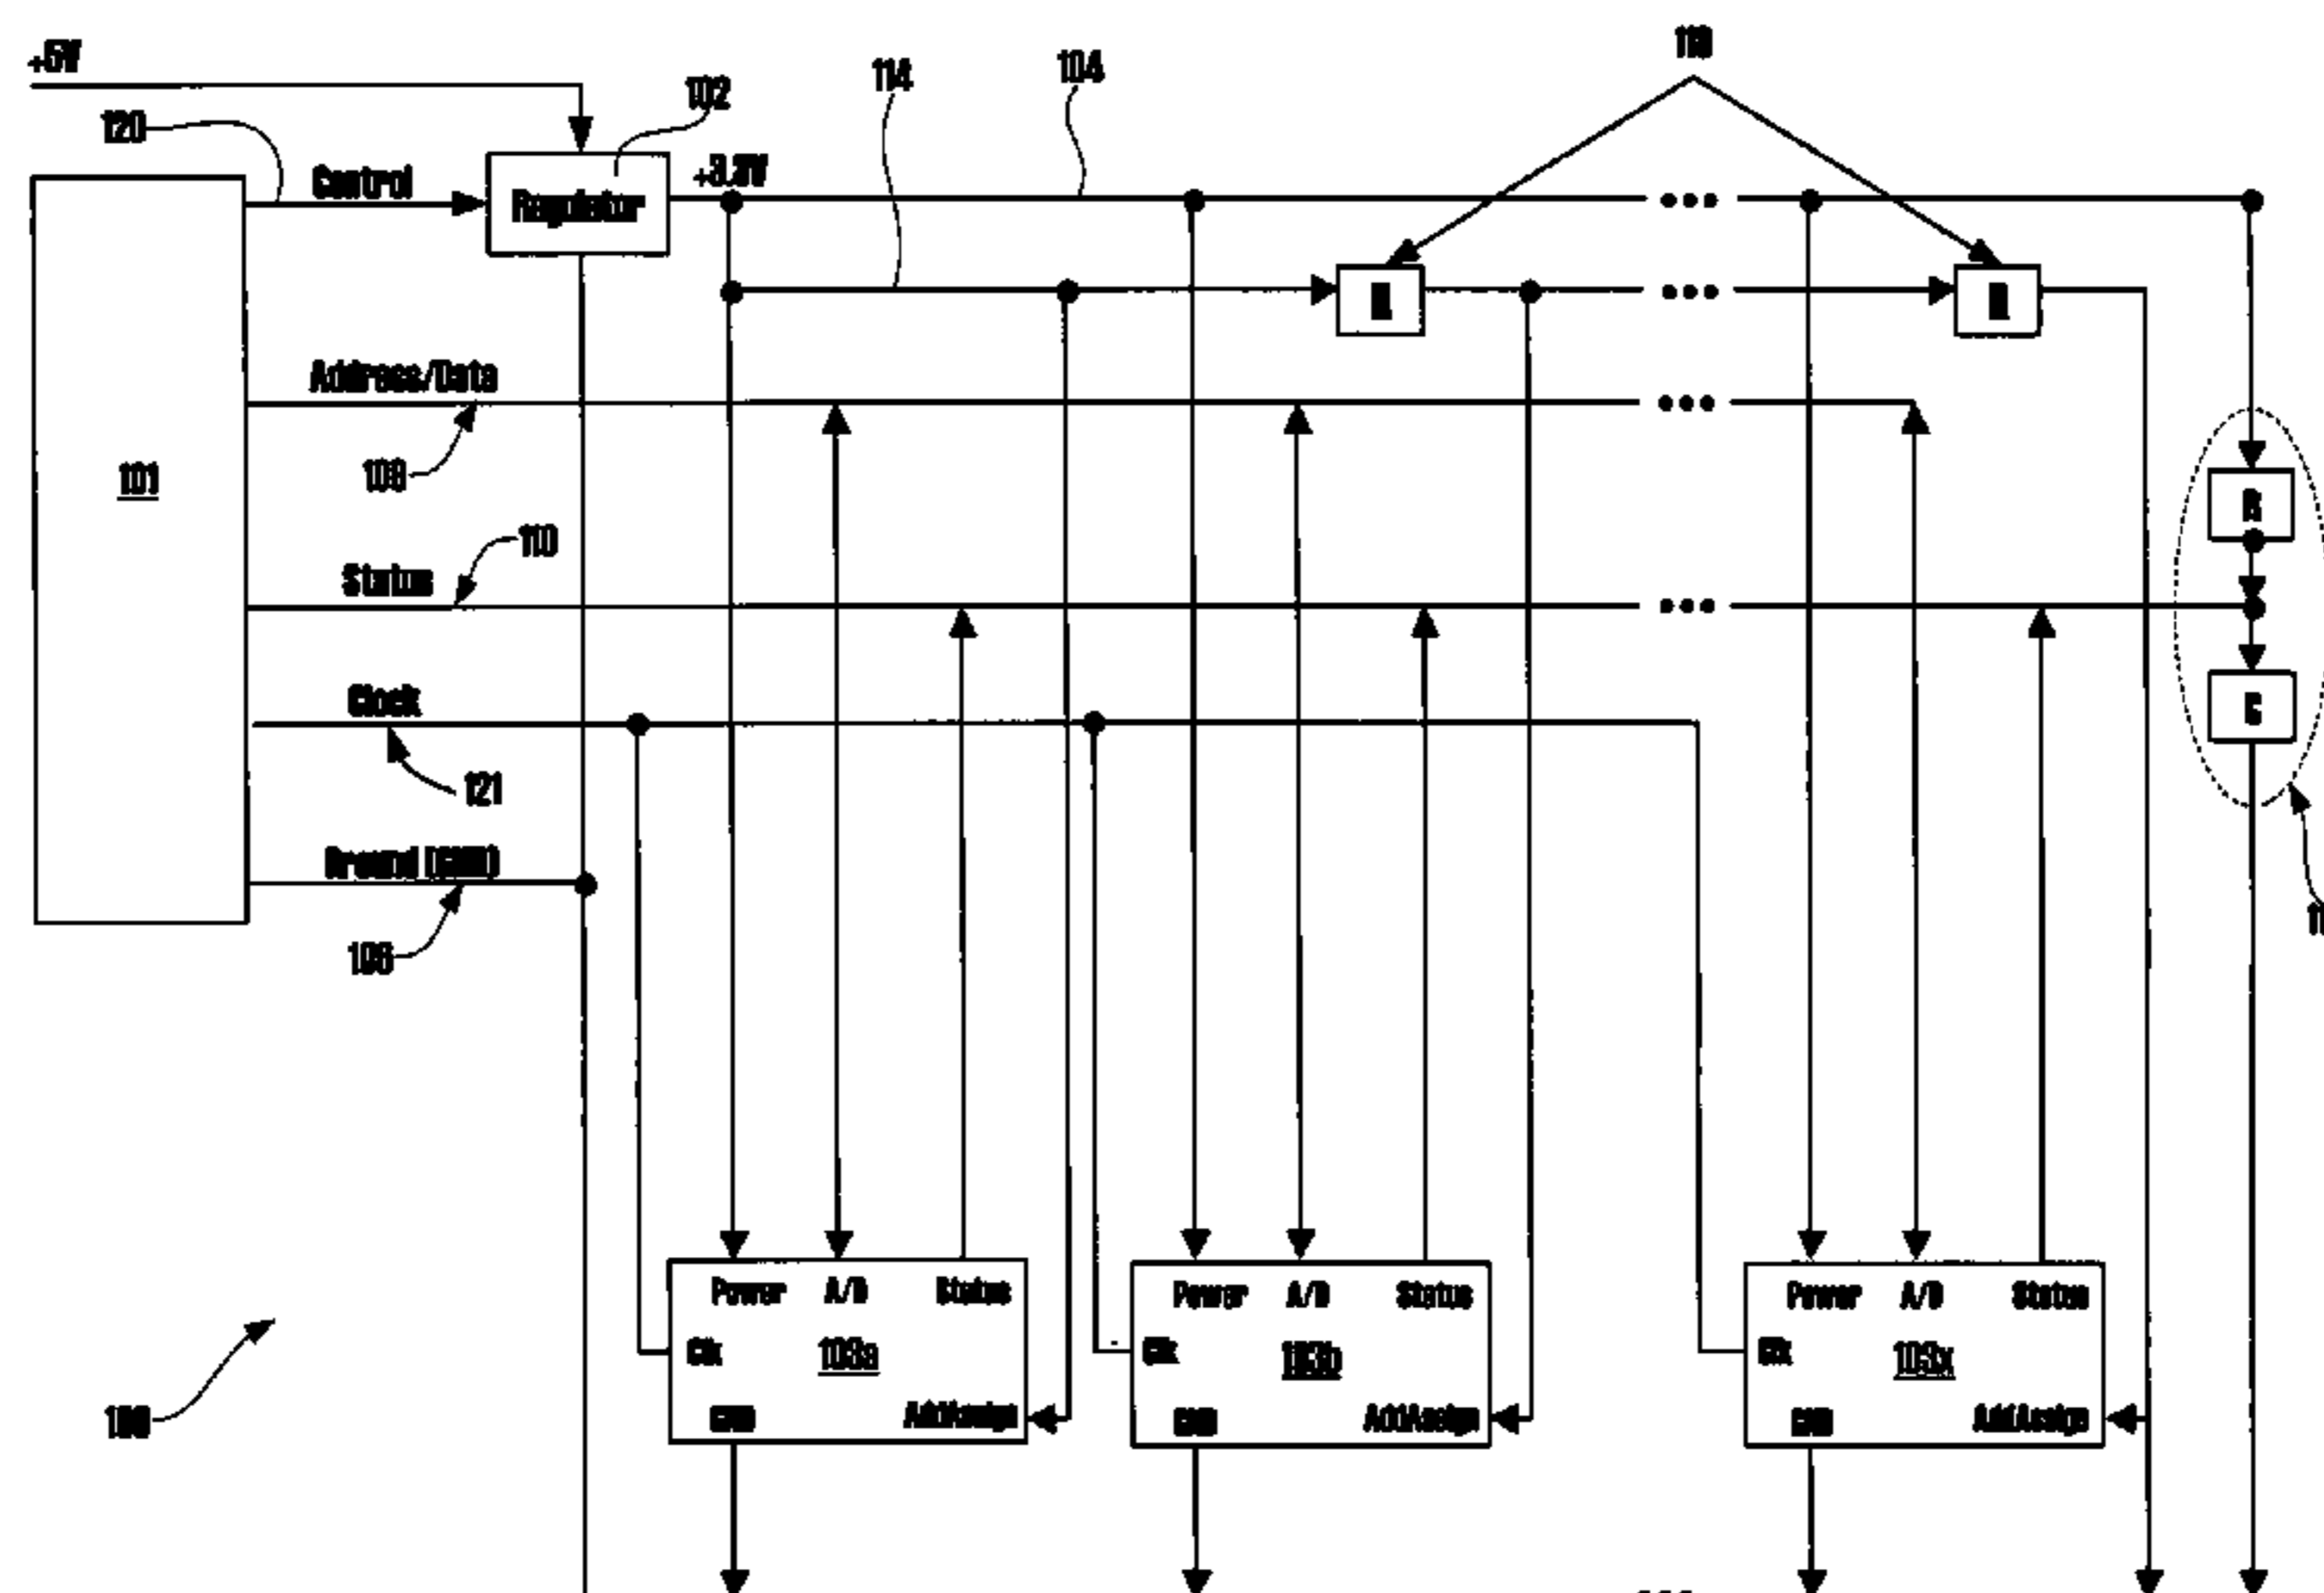 +5V
120
Control
102
Regulator
+3.3V
114
104
R
R
101
Address/Data
108
110
Status
Clock
121
Ground (GND)
106
R
C
Power A/D Status
Clk 103a
GND AddAssign
Power A/D Status
Clk 103b
GND AddAssign
Power A/D Status
Clk 103x
GND AddAssign
100